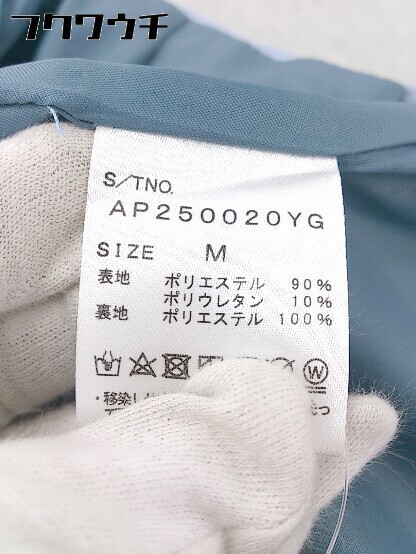 フクワウチ
S/TNO.
AP250020YG
SIZE M
表地 ポリエステル 90%
ポリウレタン 10%
裏地 ポリエステル 100%
W
・移染し